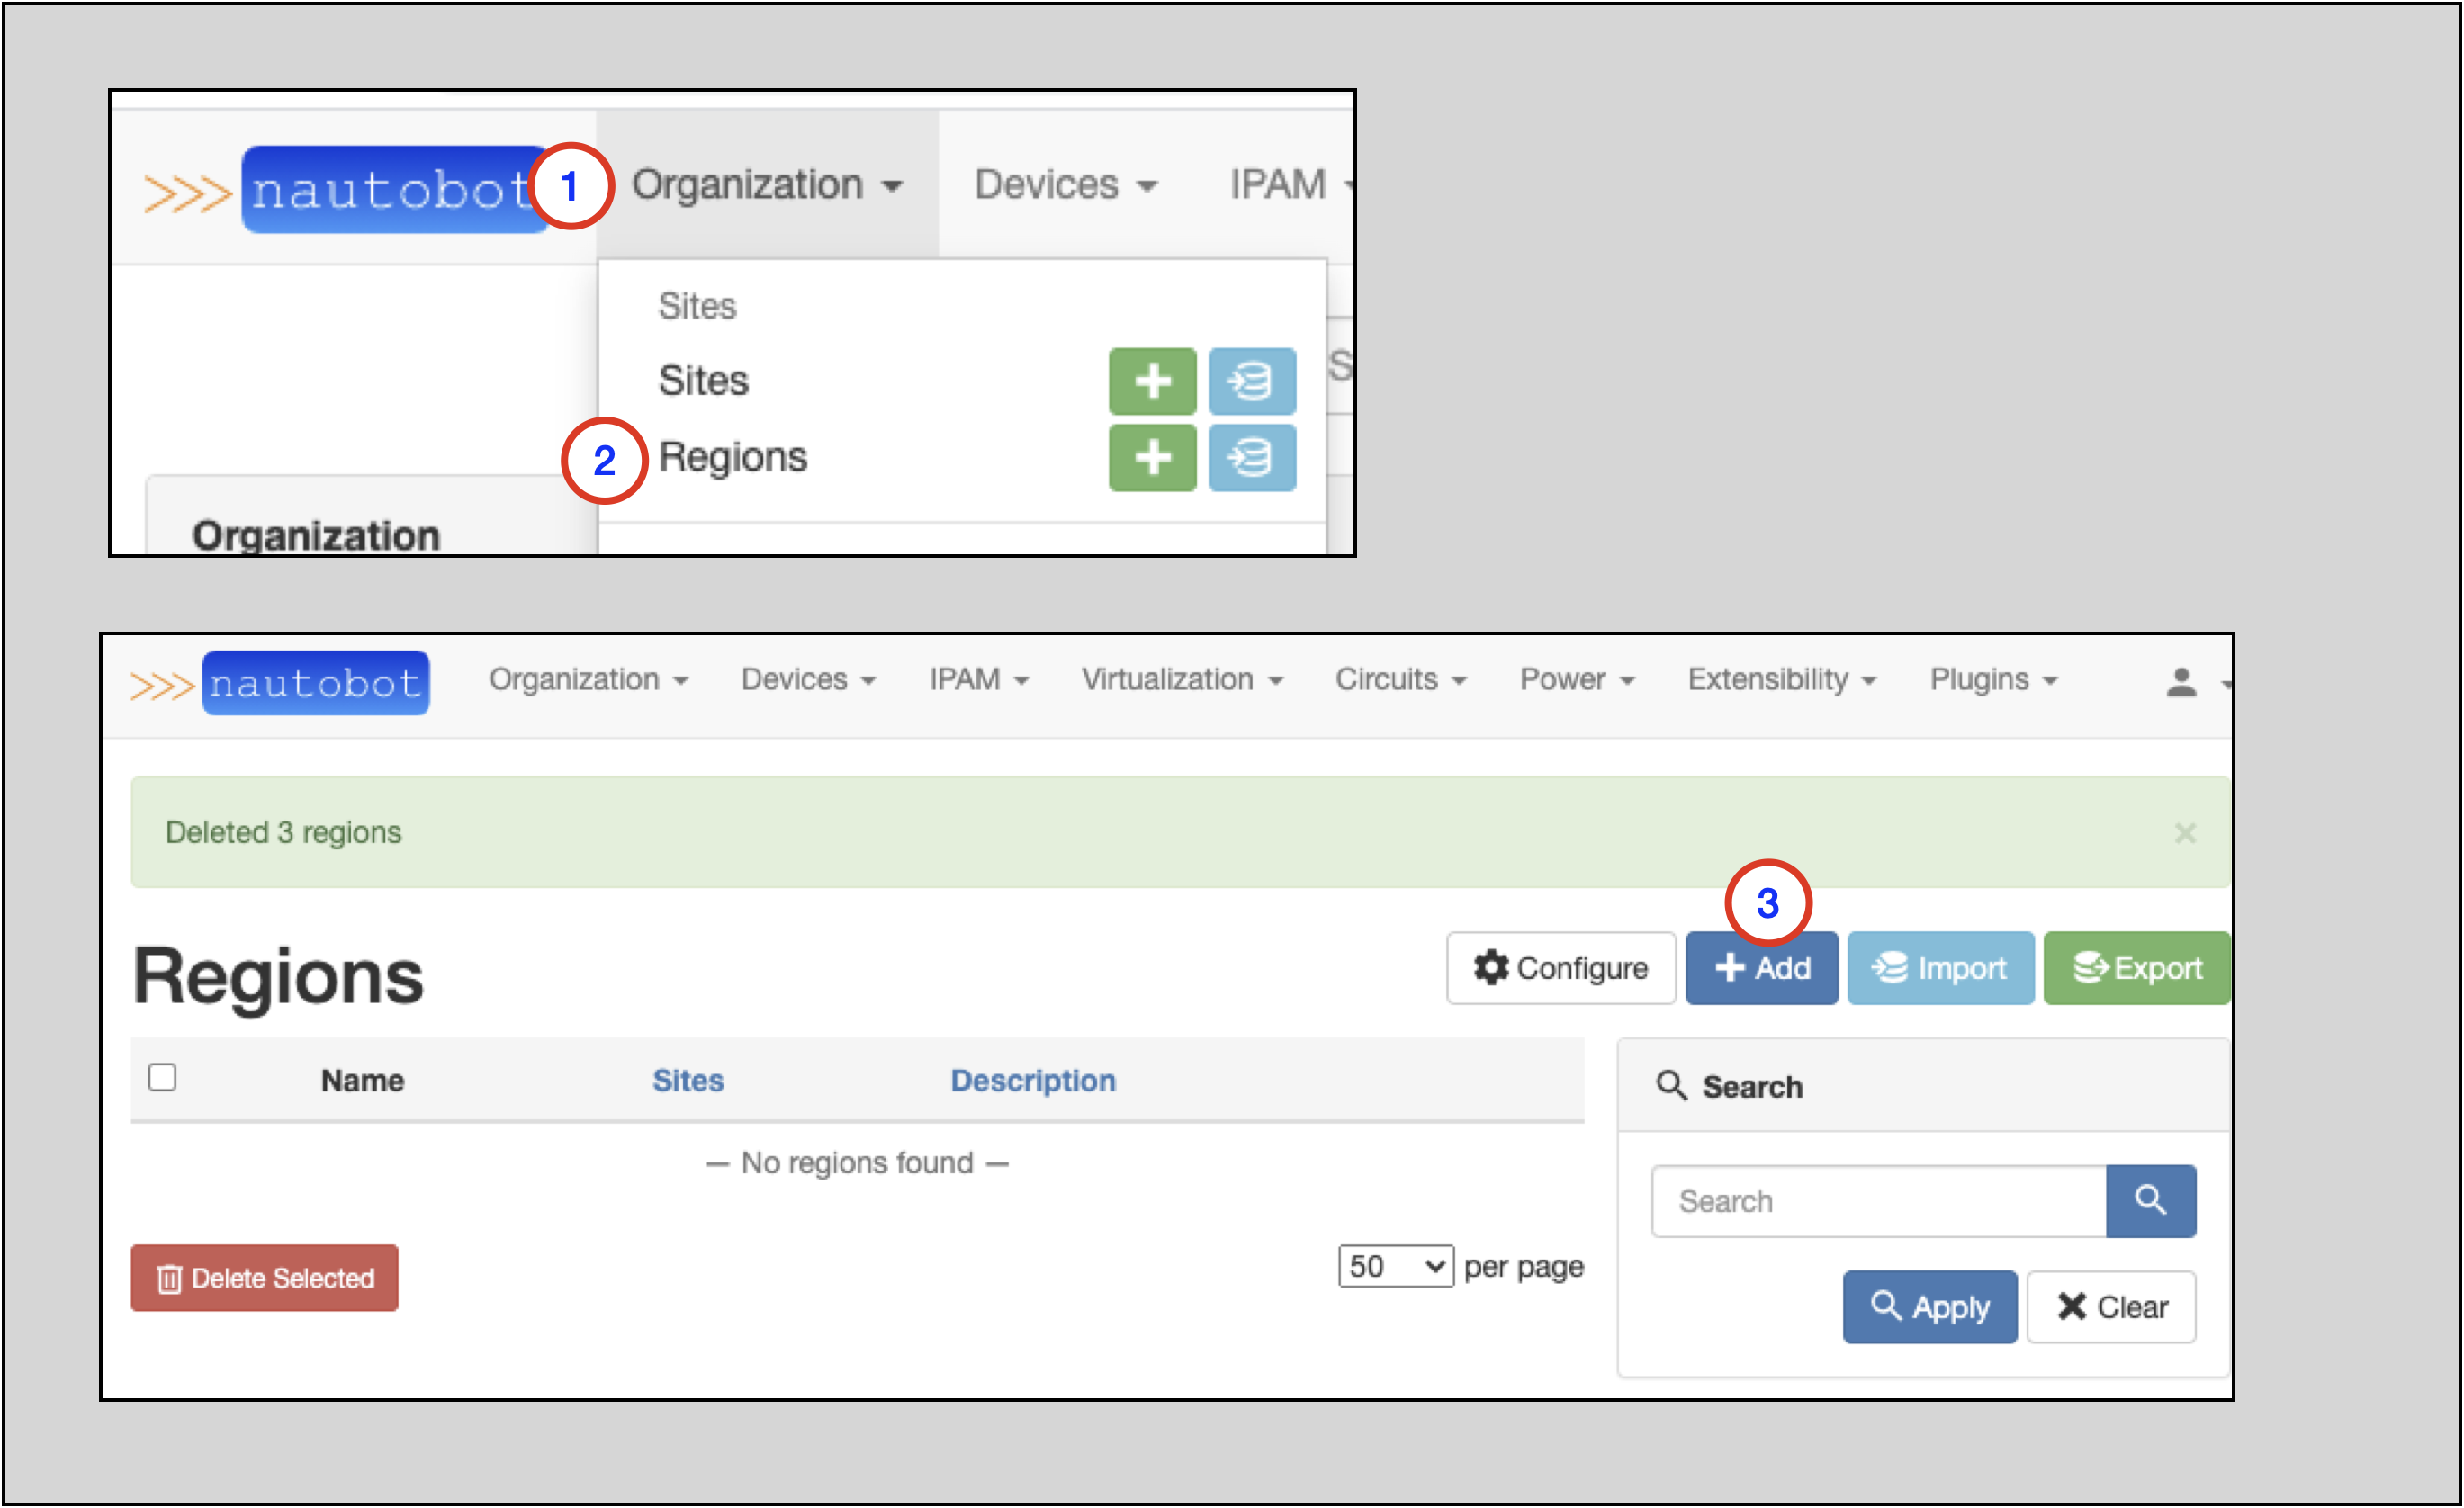 >>> nautobot 1 Organization Devices IPAM
Sites
Sites
2 Regions
Organization
>>> nautobot Organization Devices IPAM Virtualization Circuits Power Extensibility Plugins
Deleted 3 regions ×
3
Regions Configure + Add Import Export
Name Sites Description
Search
— No regions found —
Search
Delete Selected 50 per page
Apply Clear